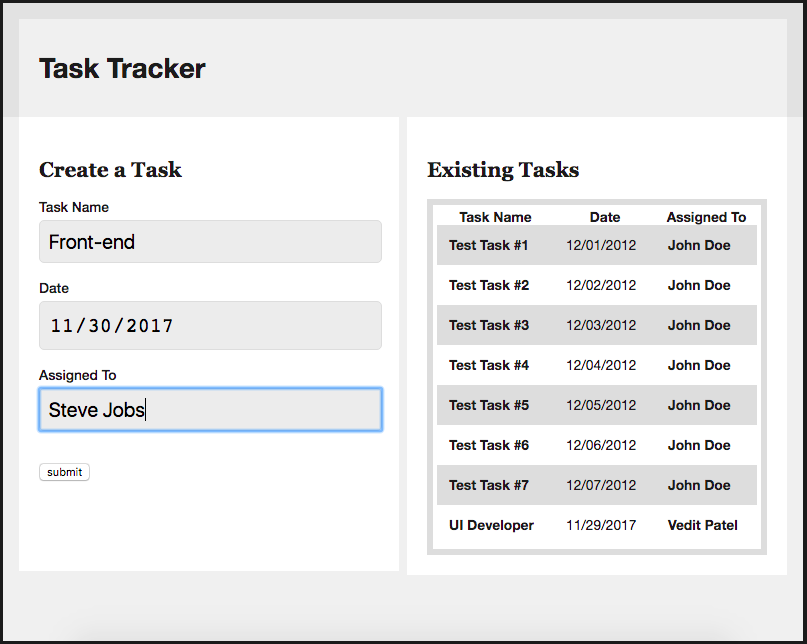 Task Tracker
Create a Task
Task Name
Front-end
Date
11/30/2017
Assigned To
Steve Jobs
submit
Existing Tasks
Task Name Date Assigned To
Test Task #1 12/01/2012 John Doe
Test Task #2 12/02/2012 John Doe
Test Task #3 12/03/2012 John Doe
Test Task #4 12/04/2012 John Doe
Test Task #5 12/05/2012 John Doe
Test Task #6 12/06/2012 John Doe
Test Task #7 12/07/2012 John Doe
UI Developer 11/29/2017 Vedit Patel